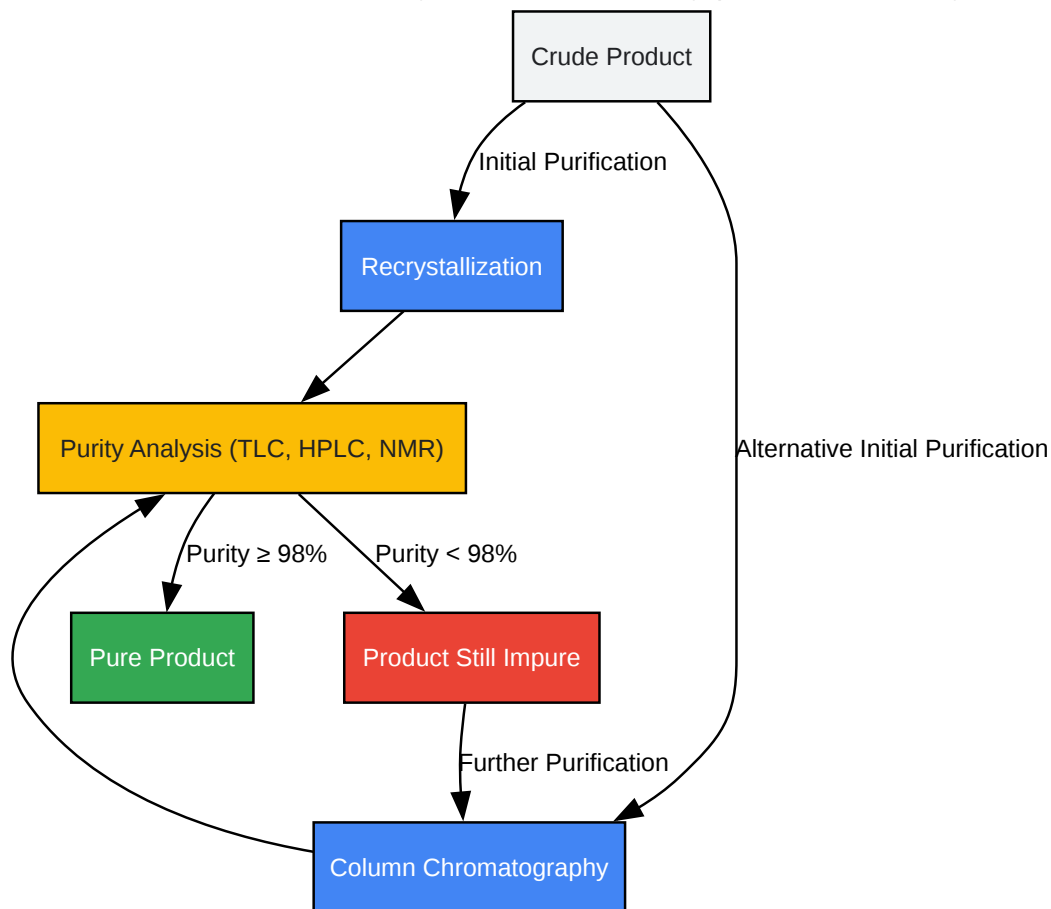 Crude Product
Initial Purification
Recrystallization
Purity Analysis (TLC, HPLC, NMR)
Alternative Initial Purification
Purity ≥ 98%
Purity < 98%
Pure Product
Product Still Impure
Further Purification
Column Chromatography